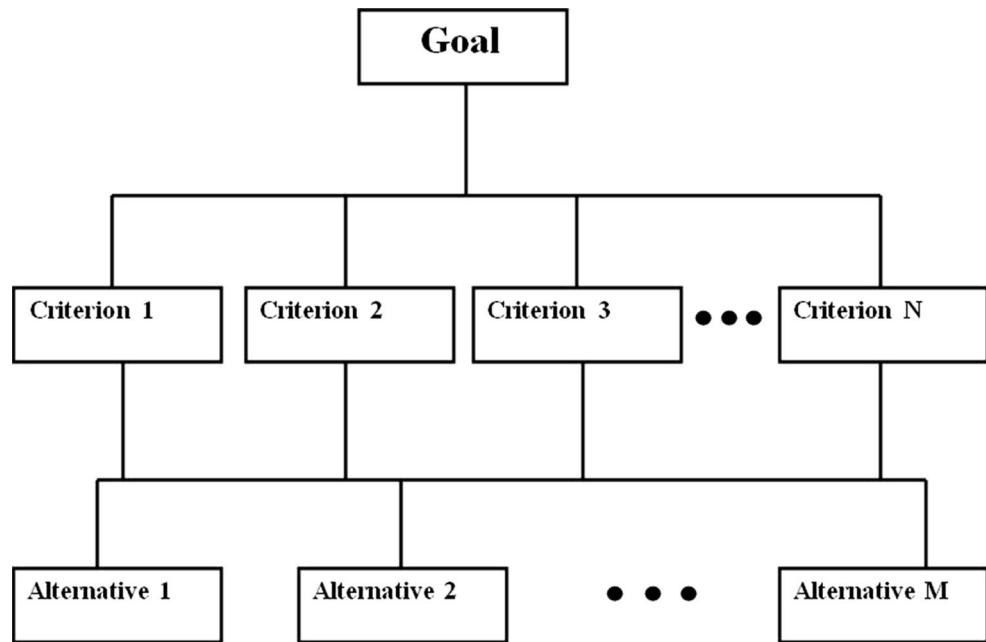 Goal
Criterion 1
Criterion 2
Criterion 3
Criterion N
Alternative 1
Alternative 2
Alternative M